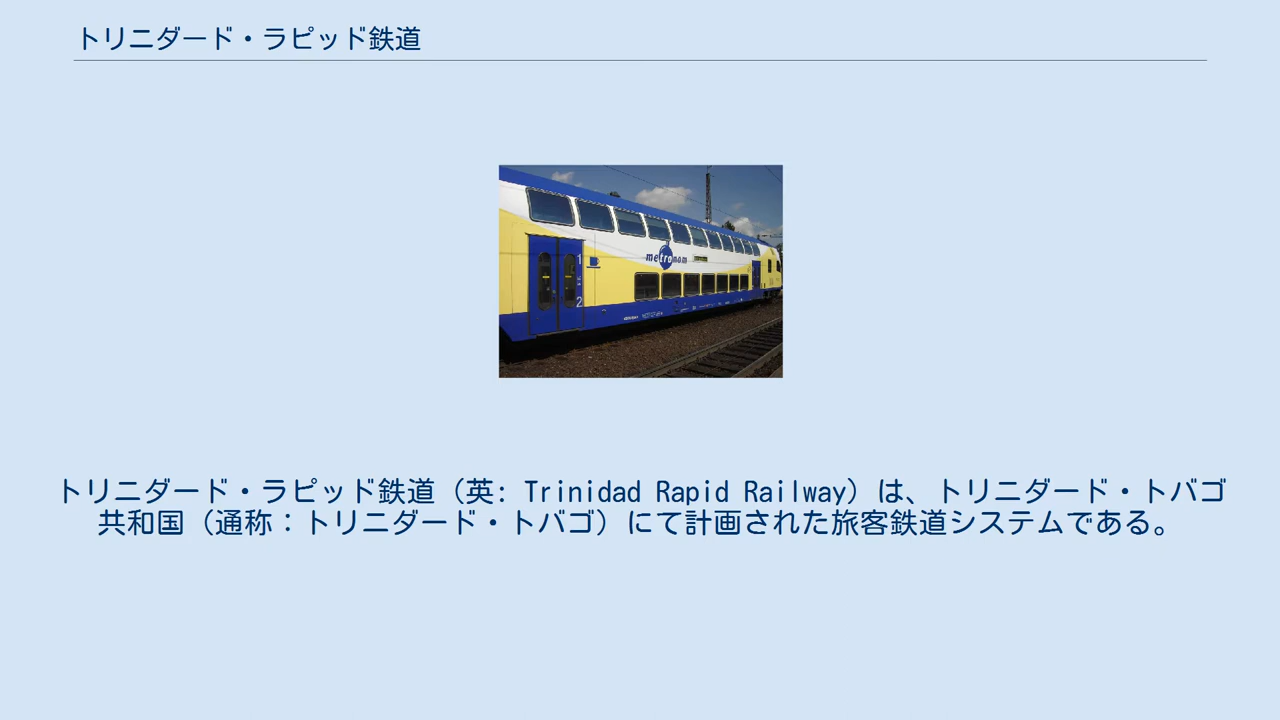 トリニダード・ラピッド鉄道
metronom
1
2
トリニダード・ラピッド鉄道（英: Trinidad Rapid Railway）は、トリニダード・トバゴ
共和国（通称：トリニダード・トバゴ）にて計画された旅客鉄道システムである。